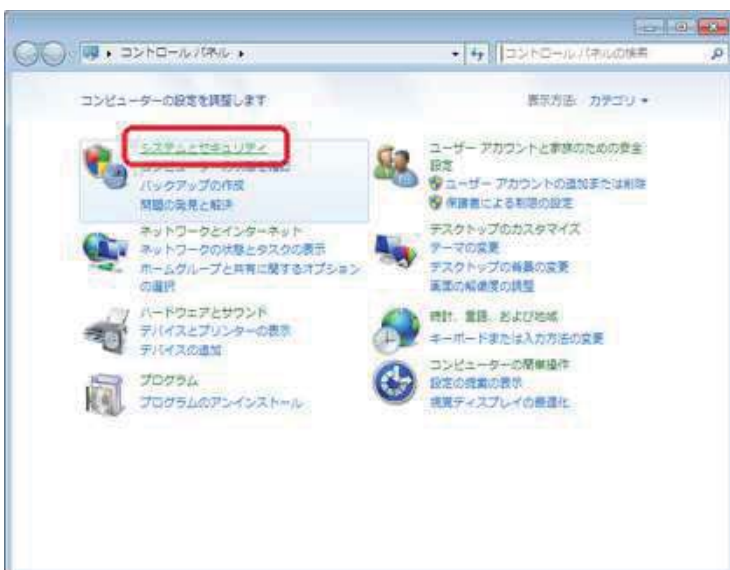 コントロール パネル
コントロール パネルの検索
コンピューターの設定を調整します
表示方法: カテゴリ
システムとセキュリティ
バックアップの作成
問題の発見と解決
ネットワークとインターネット
ネットワークの状態とタスクの表示
ホームグループと共有に関するオプション
の選択
ハードウェアとサウンド
デバイスとプリンターの表示
デバイスの追加
プログラム
プログラムのアンインストール
ユーザー アカウントと家族のための安全
設定
ユーザー アカウントの追加または削除
保護者による制限の設定
デスクトップのカスタマイズ
テーマの変更
デスクトップの背景の変更
画面の解像度の調整
時計、言語、および地域
キーボードまたは入力方法の変更
コンピューターの簡単操作
設定の提案の表示
視覚ディスプレイの最適化